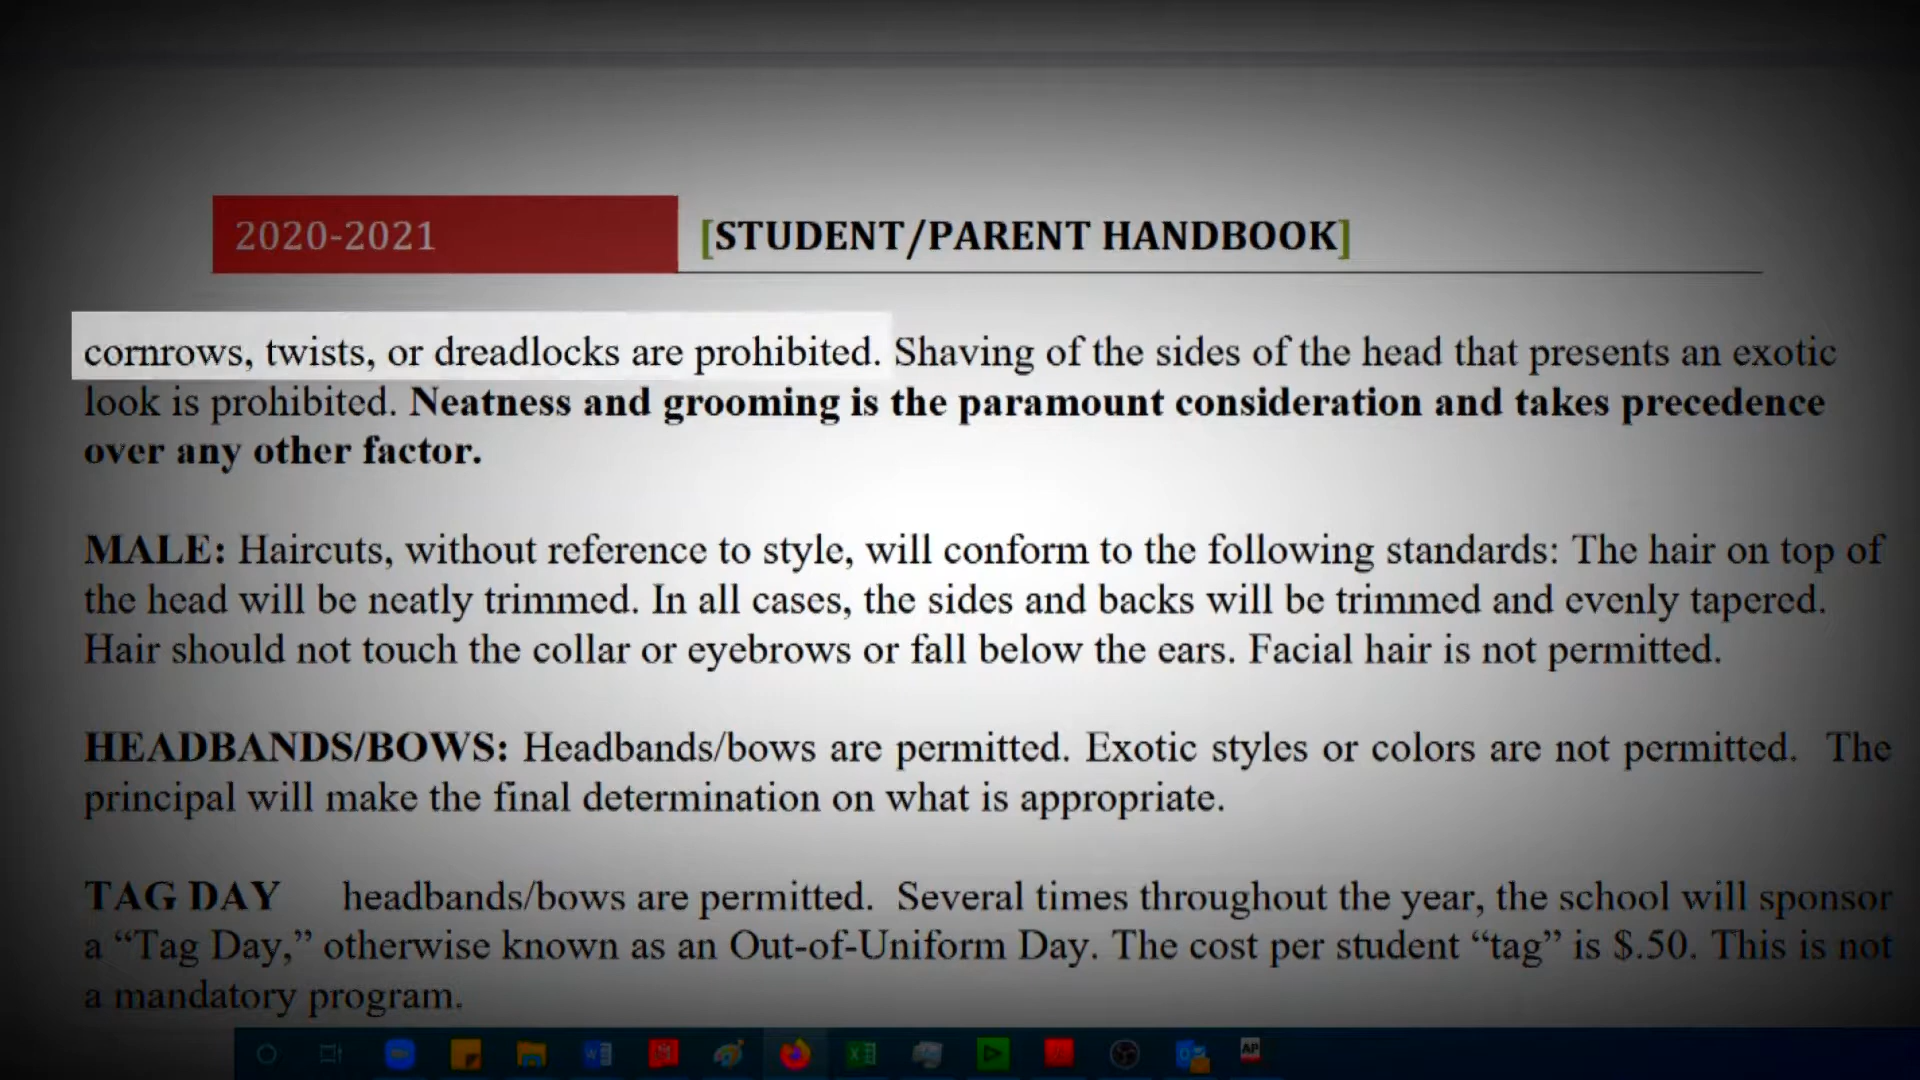 2020-2021 [STUDENT/PARENT HANDBOOK]
cornrows, twists, or dreadlocks are prohibited. Shaving of the sides of the head that presents an exotic
look is prohibited. Neatness and grooming is the paramount consideration and takes precedence
over any other factor.
MALE: Haircuts, without reference to style, will conform to the following standards: The hair on top of
the head will be neatly trimmed. In all cases, the sides and backs will be trimmed and evenly tapered.
Hair should not touch the collar or eyebrows or fall below the ears. Facial hair is not permitted.
HEADBANDS/BOWS: Headbands/bows are permitted. Exotic styles or colors are not permitted. The
principal will make the final determination on what is appropriate.
TAG DAY headbands/bows are permitted. Several times throughout the year, the school will sponsor
a “Tag Day,” otherwise known as an Out-of-Uniform Day. The cost per student “tag” is $.50. This is not
a mandatory program.
AP